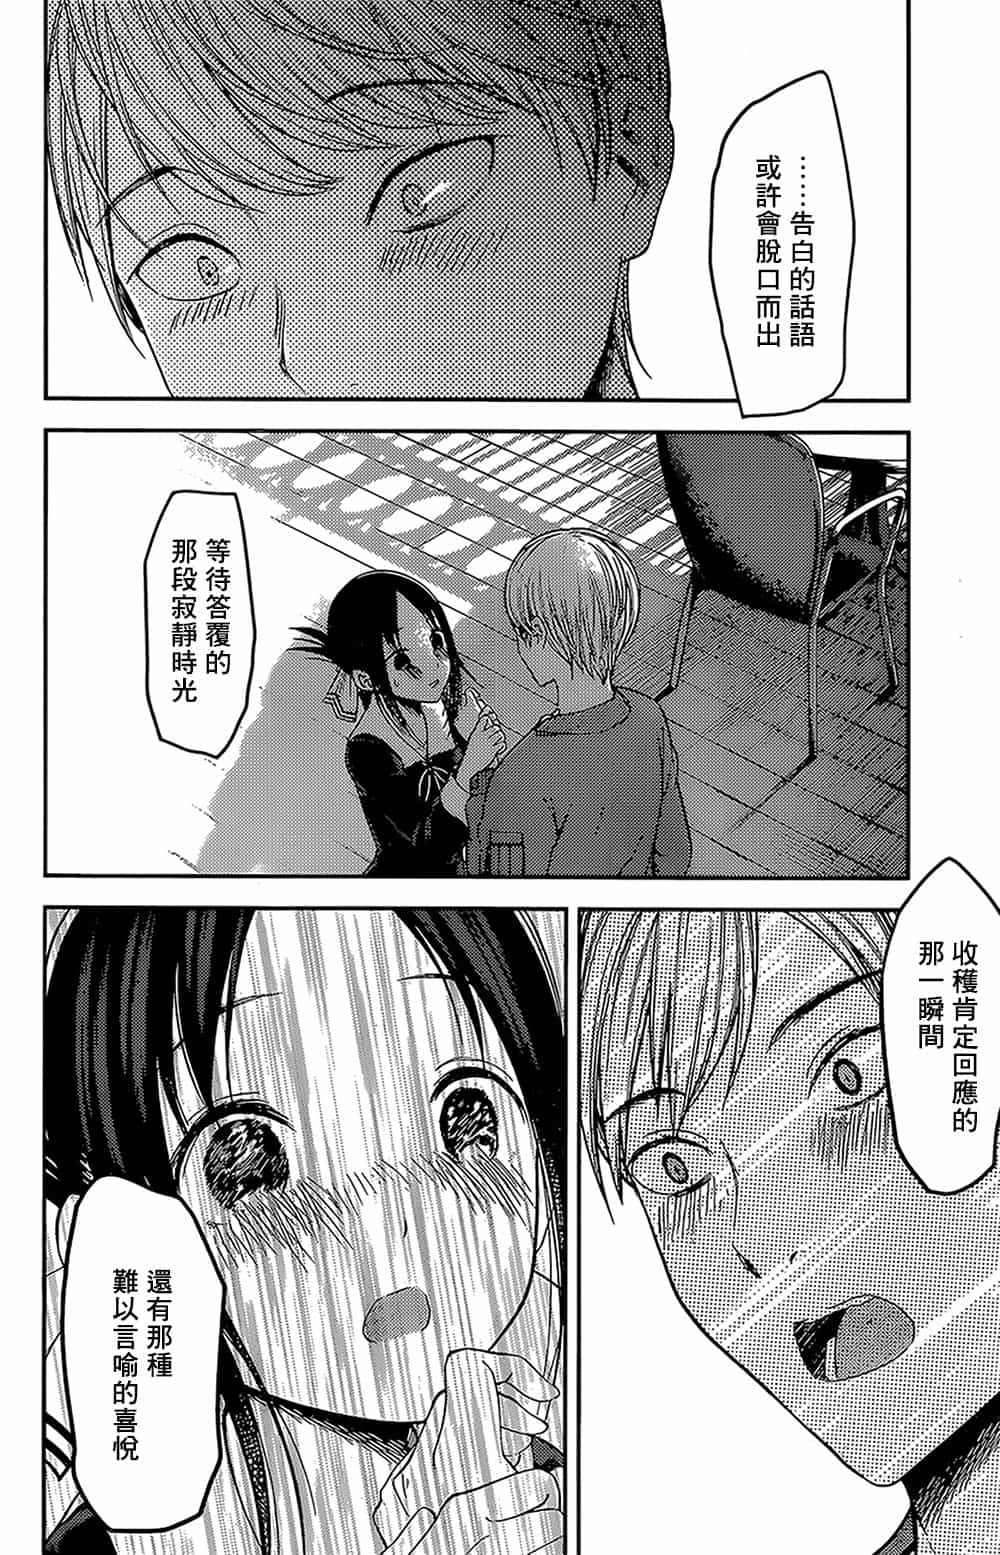 ……告白的話語
或許會脫口而出
等待答覆的
那段寂靜時光
收穫肯定回應的
那一瞬間
還有那種
難以言喻的喜悅